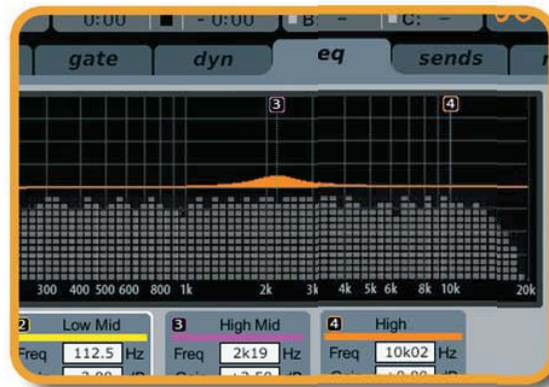 0:00 - 0:00 B: - C: -
gate dyn eq sends
3 4
300 400 500 600 800 1k 2k 3k 4k 5k 6k 8k 10k 20k
2 Low Mid 3 High Mid 4 High
Freq 112.5 Hz Freq 2k19 Hz Freq 10k02 Hz